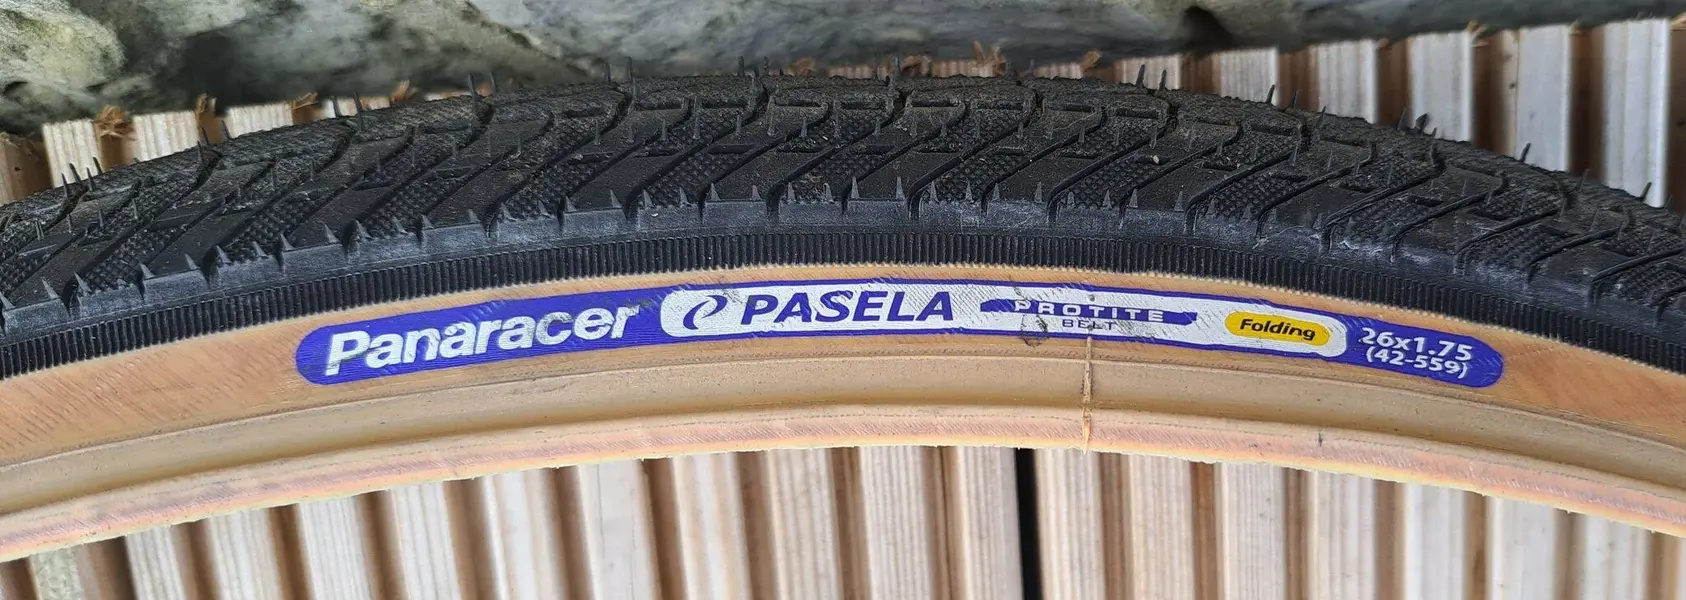 Panaracer PASELA PROTITE BELT Folding 26x1.75 (42-559)